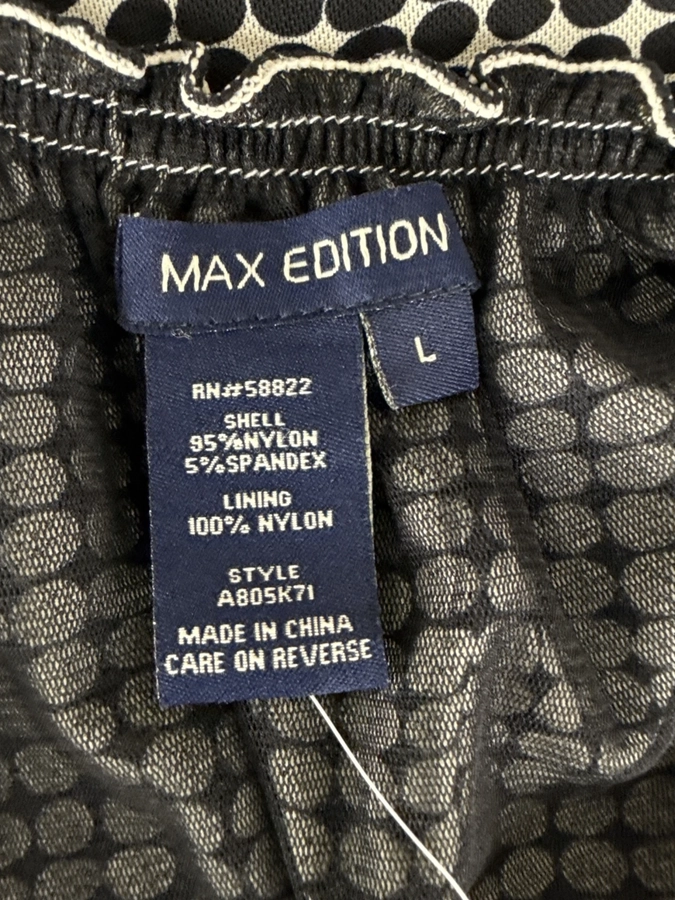 MAX EDITION
L
RN#58822
SHELL
95%NYLON
5%SPANDEX
LINING
100% NYLON
STYLE
A805K71
MADE IN CHINA
CARE ON REVERSE